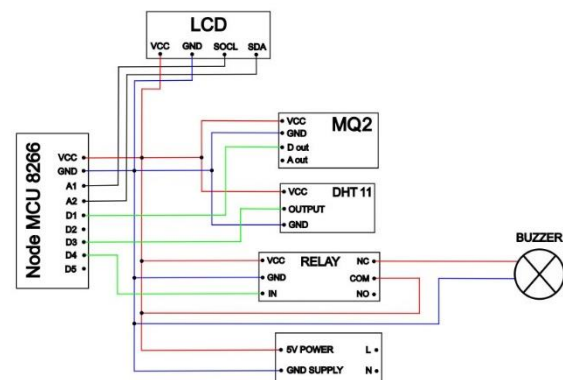 LCD
VCC GND SOCL SDA
Node MCU 8266
VCC
GND
A1
A2
D1
D2
D3
D4
D5
MQ2
VCC
GND
D out
A out
DHT 11
VCC
OUTPUT
GND
RELAY
VCC
GND
IN
NC
COM
NO
BUZZER
5V POWER L
GND SUPPLY N